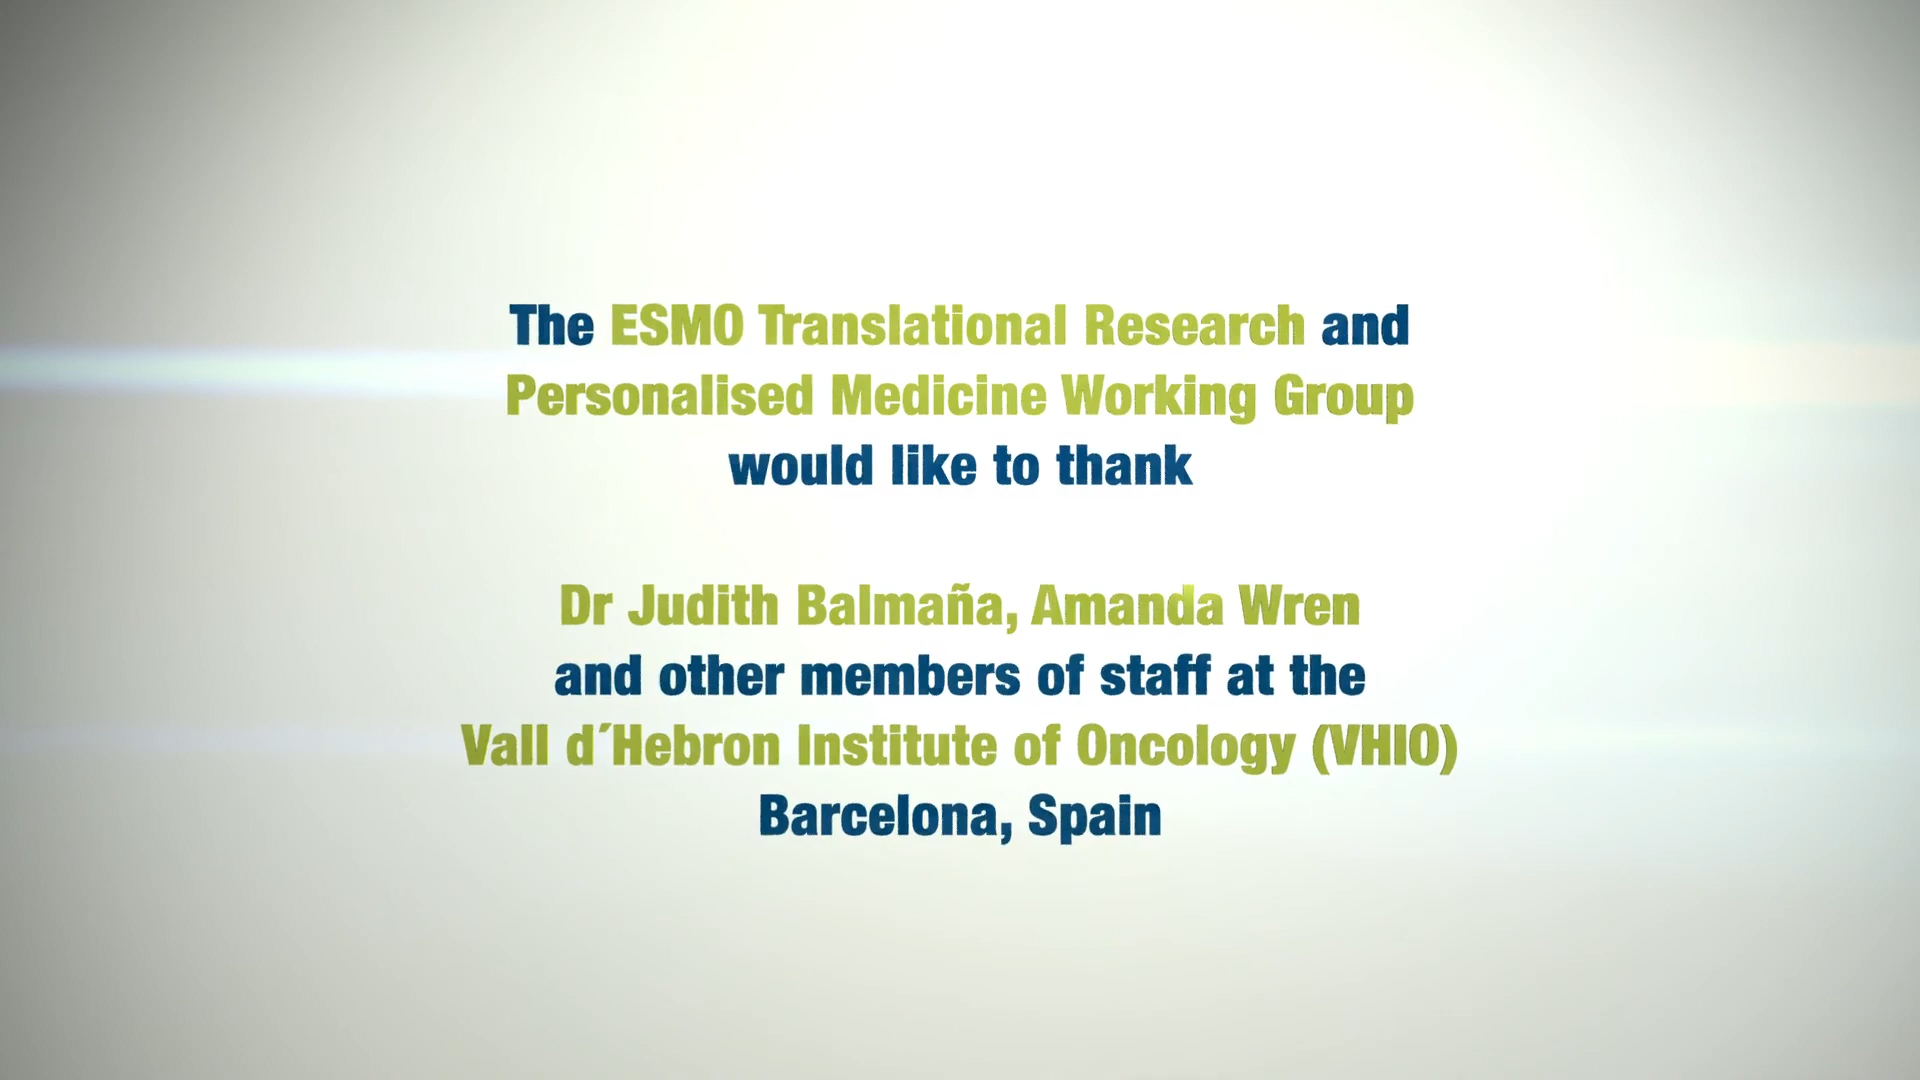 The ESMO Translational Research and
Personalised Medicine Working Group
would like to thank
Dr Judith Balmaña, Amanda Wren
and other members of staff at the
Vall d´Hebron Institute of Oncology (VHIO)
Barcelona, Spain